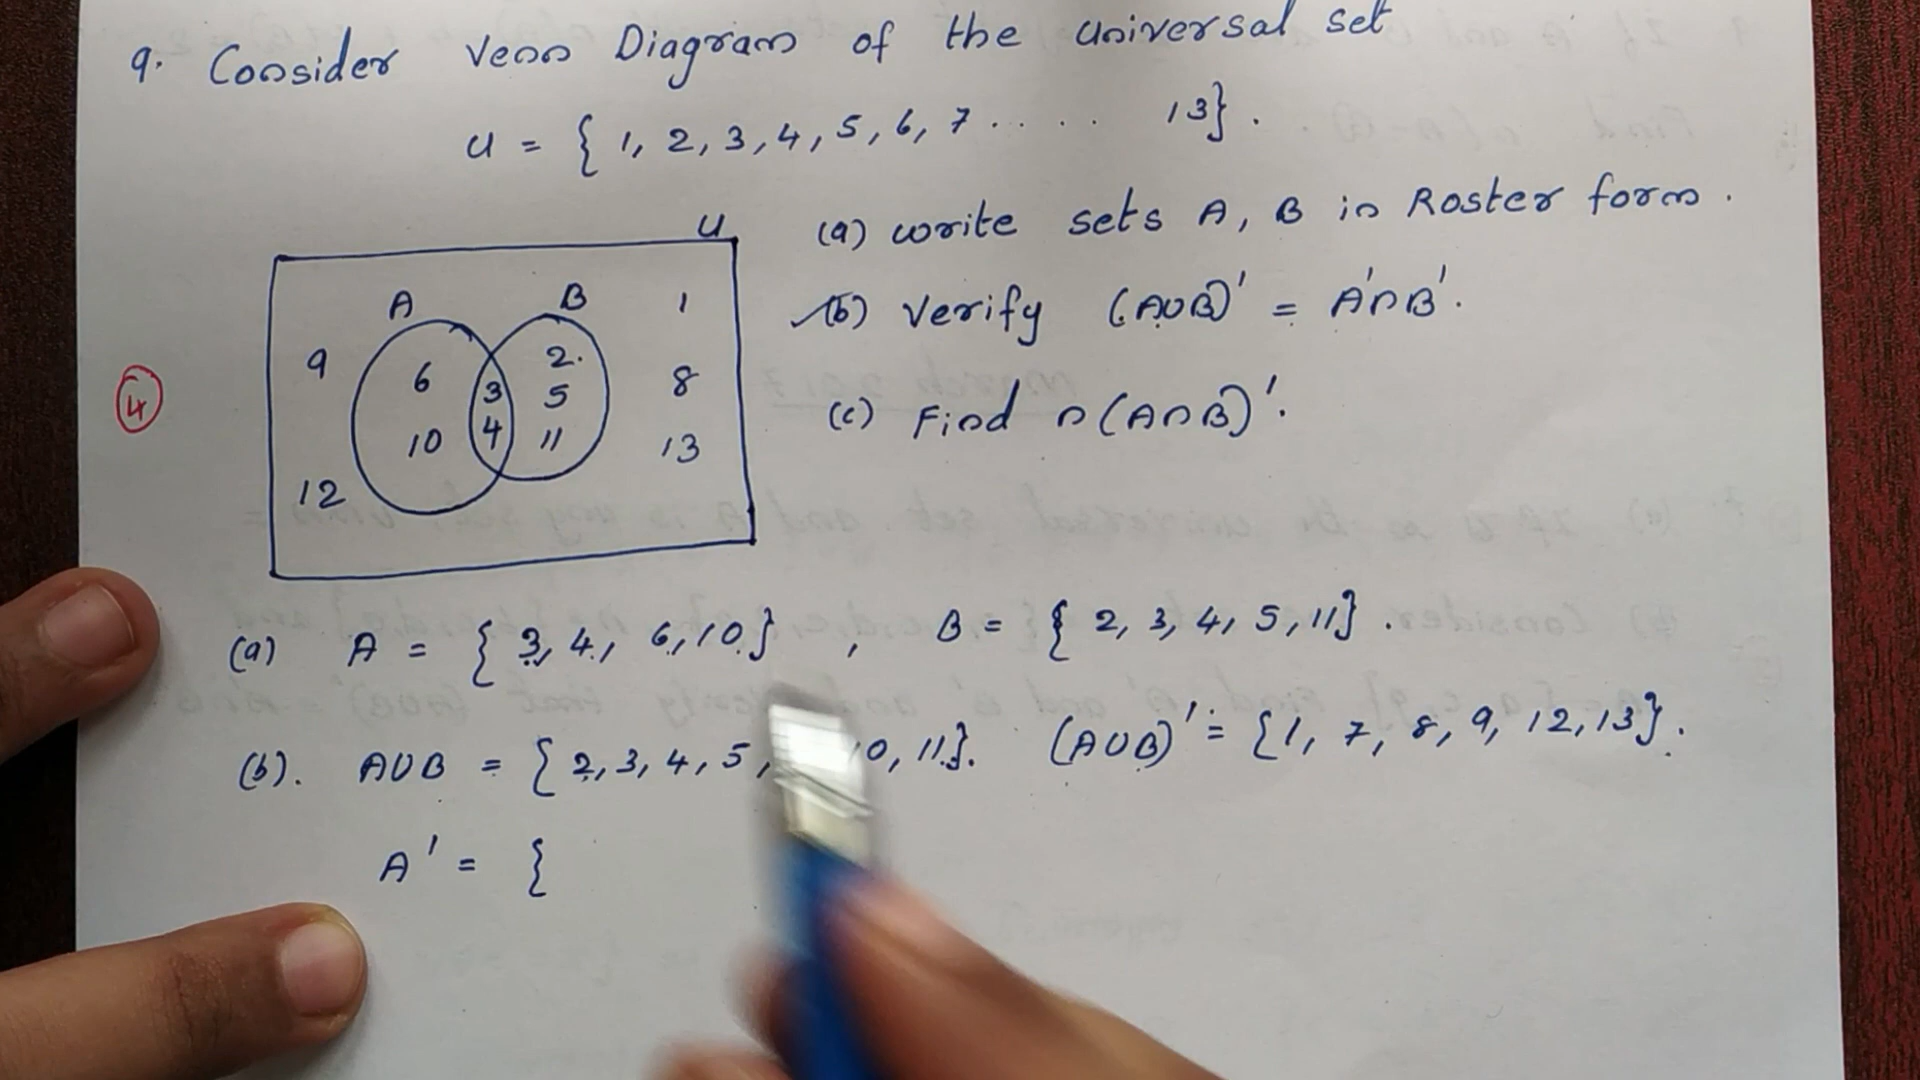 9. Consider Venn Diagram of the universal set
U = { 1, 2, 3, 4, 5, 6, 7 . . . . 13} .
U
(a) write sets A, B in Roster form .
A B 1
(b) Verify (A∪B)' = A'∩B'.
9 6 3 2. 8
5
(4)
(c) Find n(A∩B)'.
10 4 11 13
12
(a) A = { 3, 4, 6, 10} , B = { 2, 3, 4, 5, 11} .
(b). A∪B = { 2, 3, 4, 5, 0, 11}. (A∪B)' = {1, 7, 8, 9, 12, 13} .
A' = {